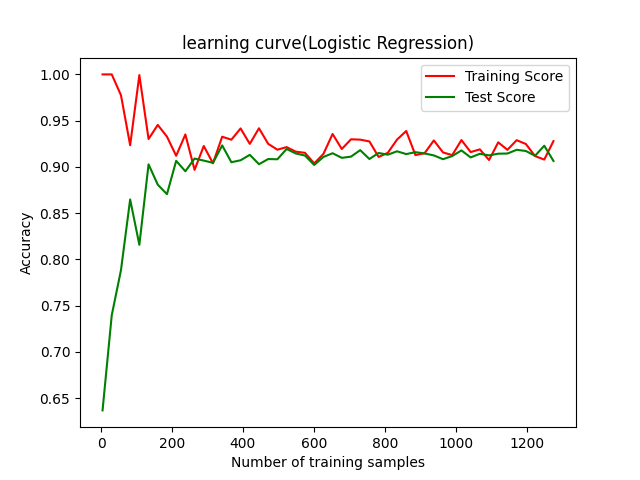 learning curve(Logistic Regression)
Training Score
Test Score
1.00
0.95
0.90
0.85
0.80
0.75
0.70
0.65
Accuracy
0 200 400 600 800 1000 1200
Number of training samples